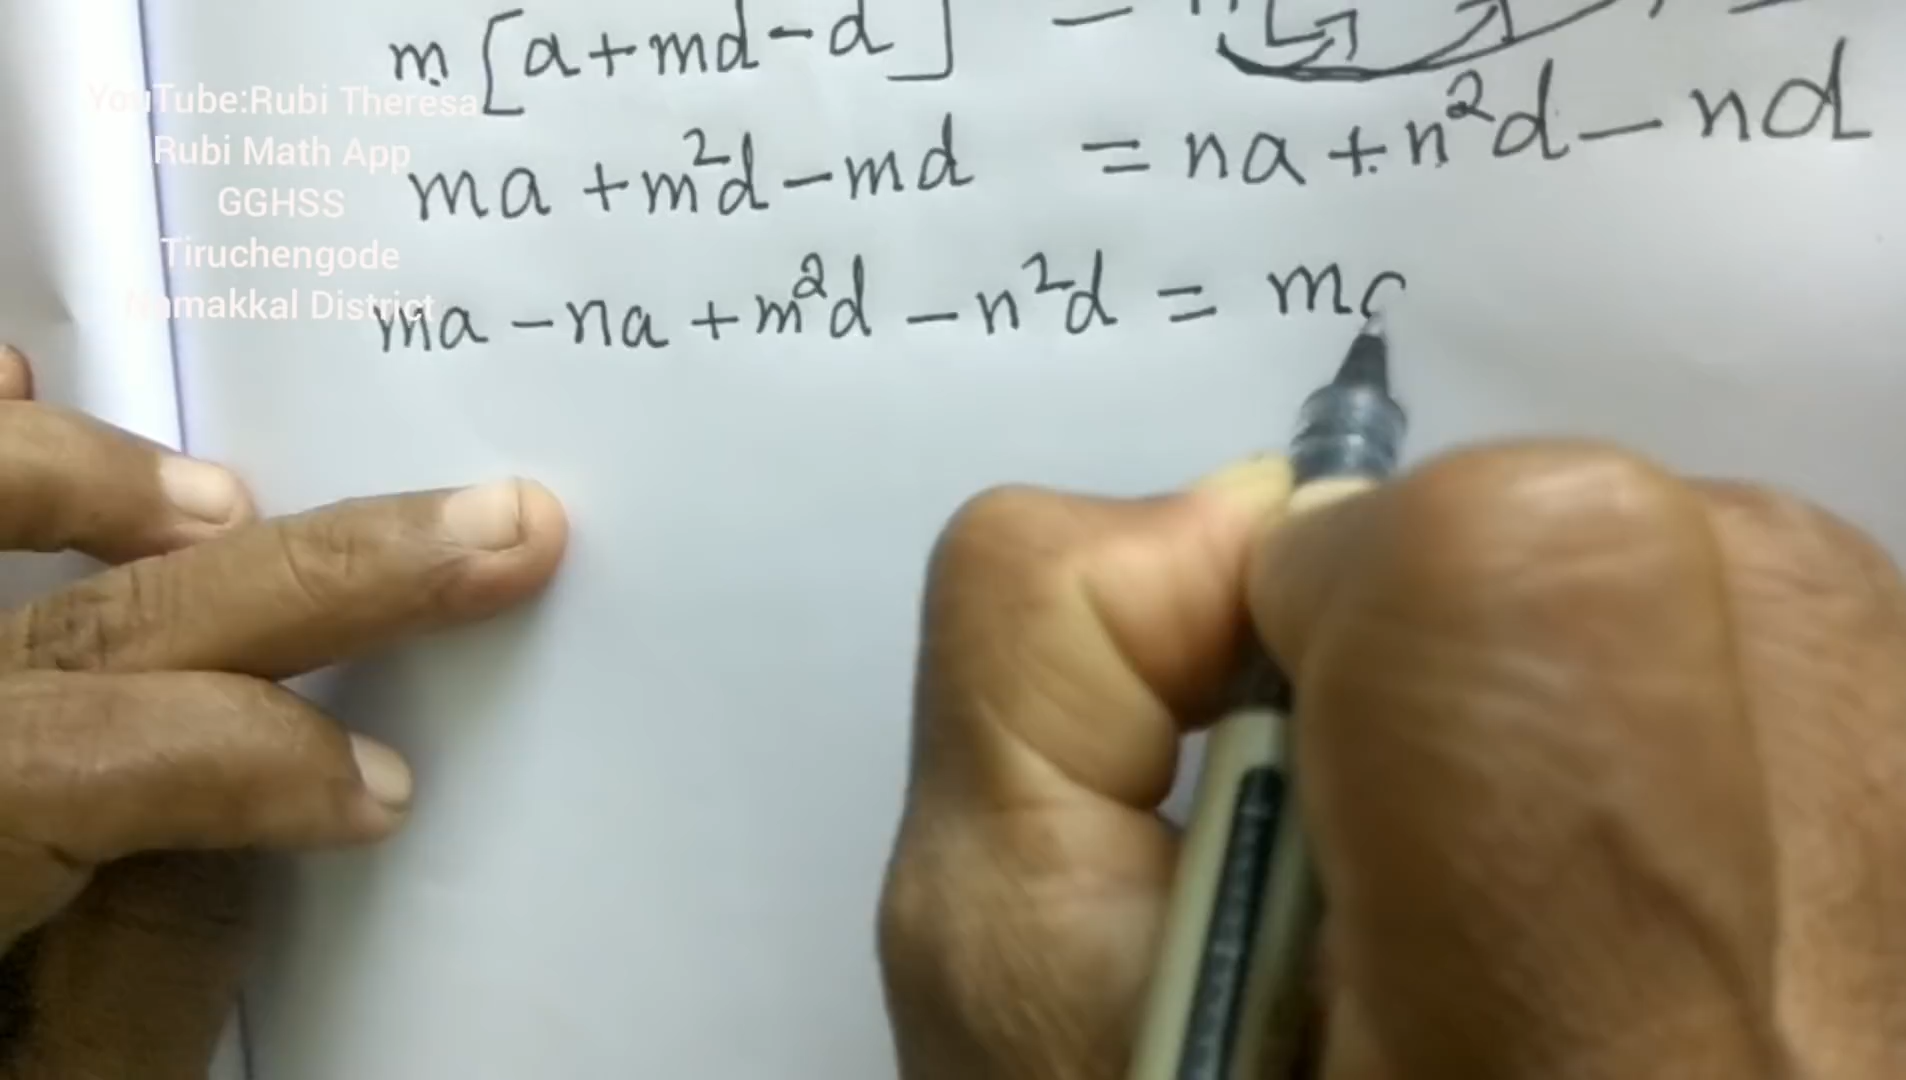 m[a+md-d] =
ma + m²d - md = na + n²d - nd
ma - na + m²d - n²d = m
YouTube:Rubi Theresa
Rubi Math App
GGHSS
Tiruchengode
Namakkal District